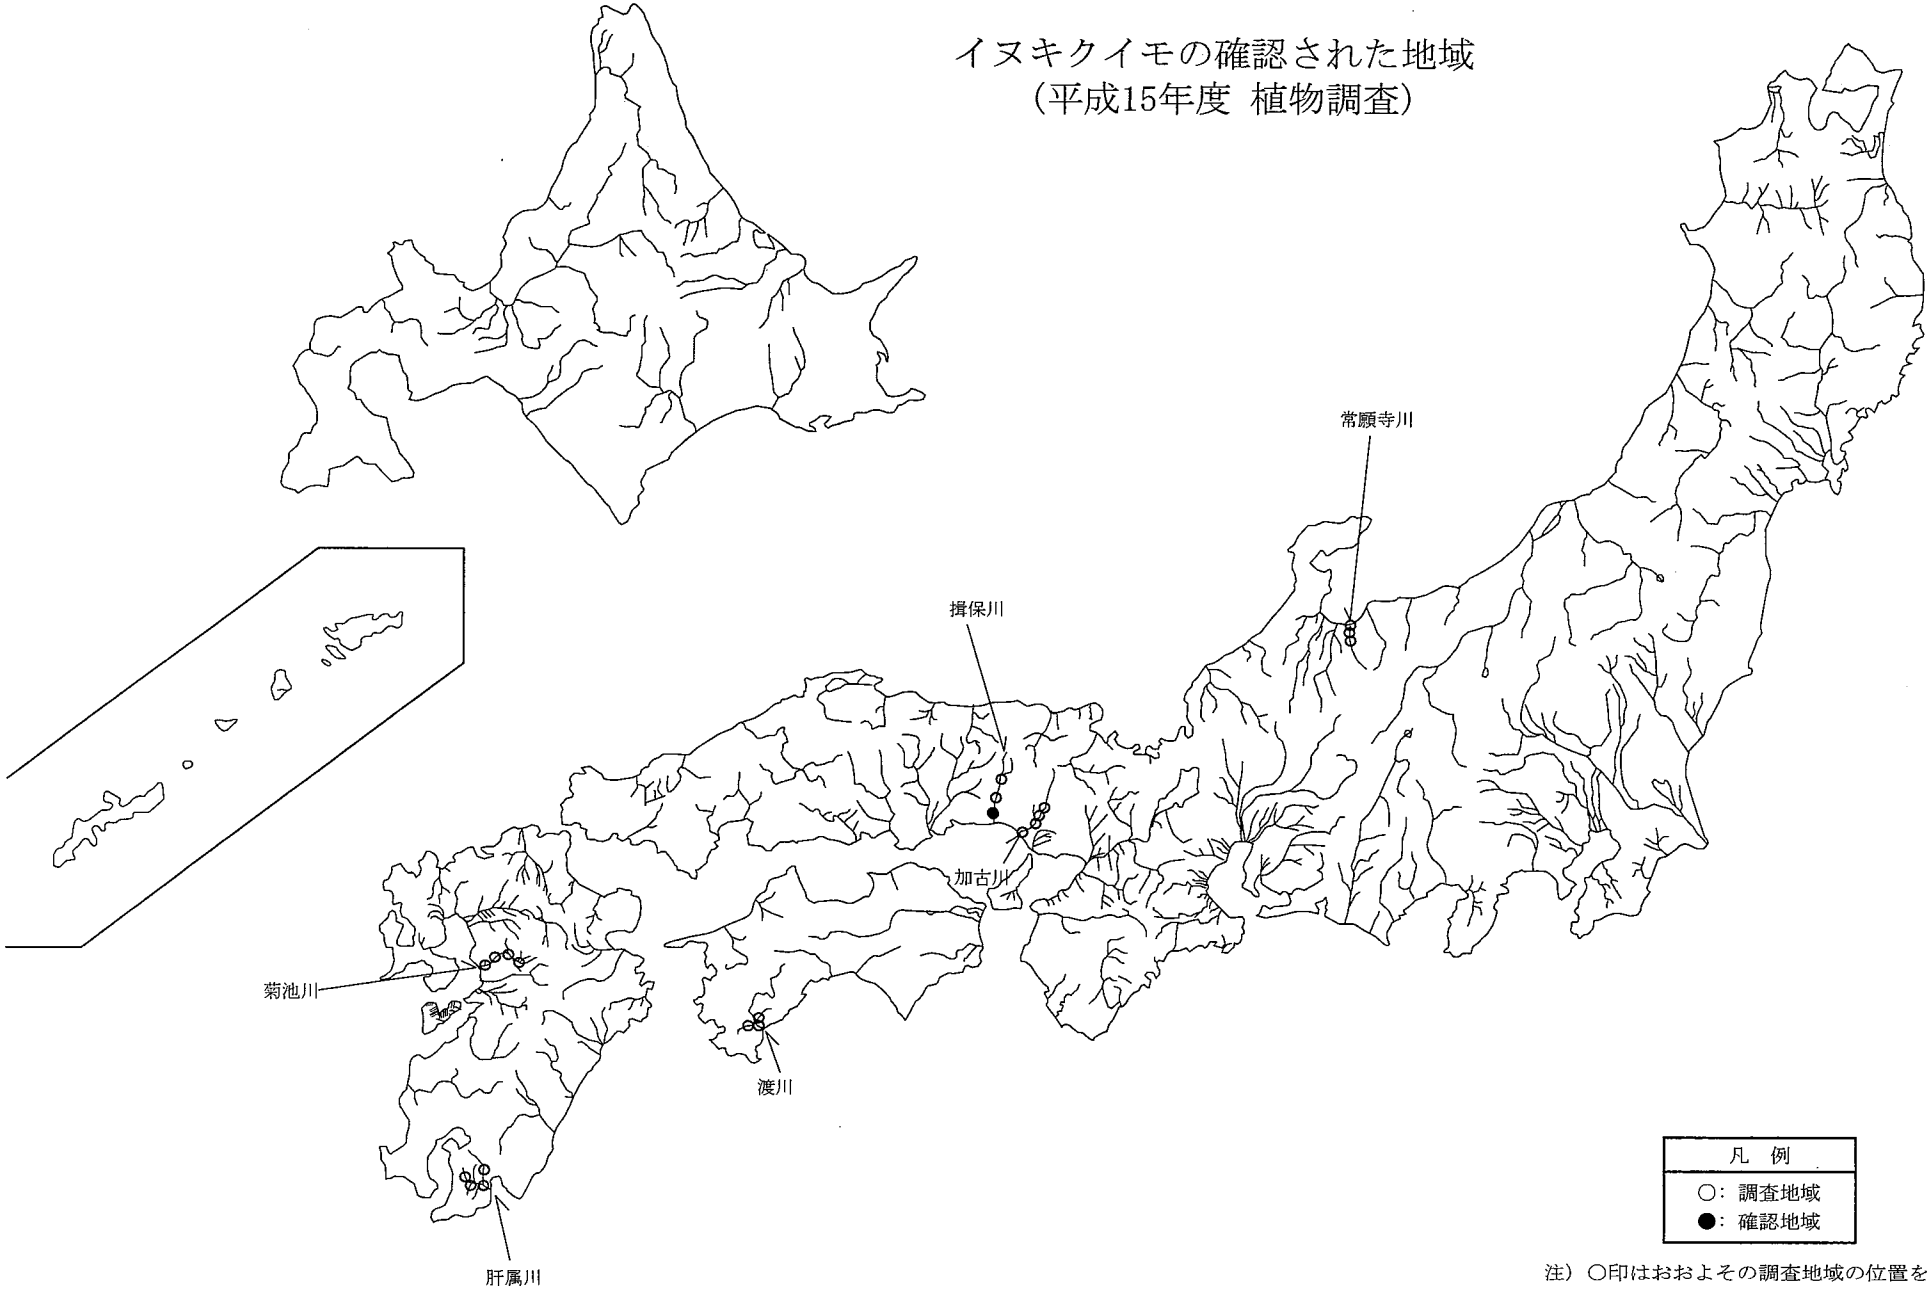 イヌキクイモの確認された地域
（平成15年度 植物調査）
常願寺川
揖保川
加古川
菊池川
渡川
肝属川
凡 例
○：調査地域
●：確認地域
注）○印はおおよその調査地域の位置を